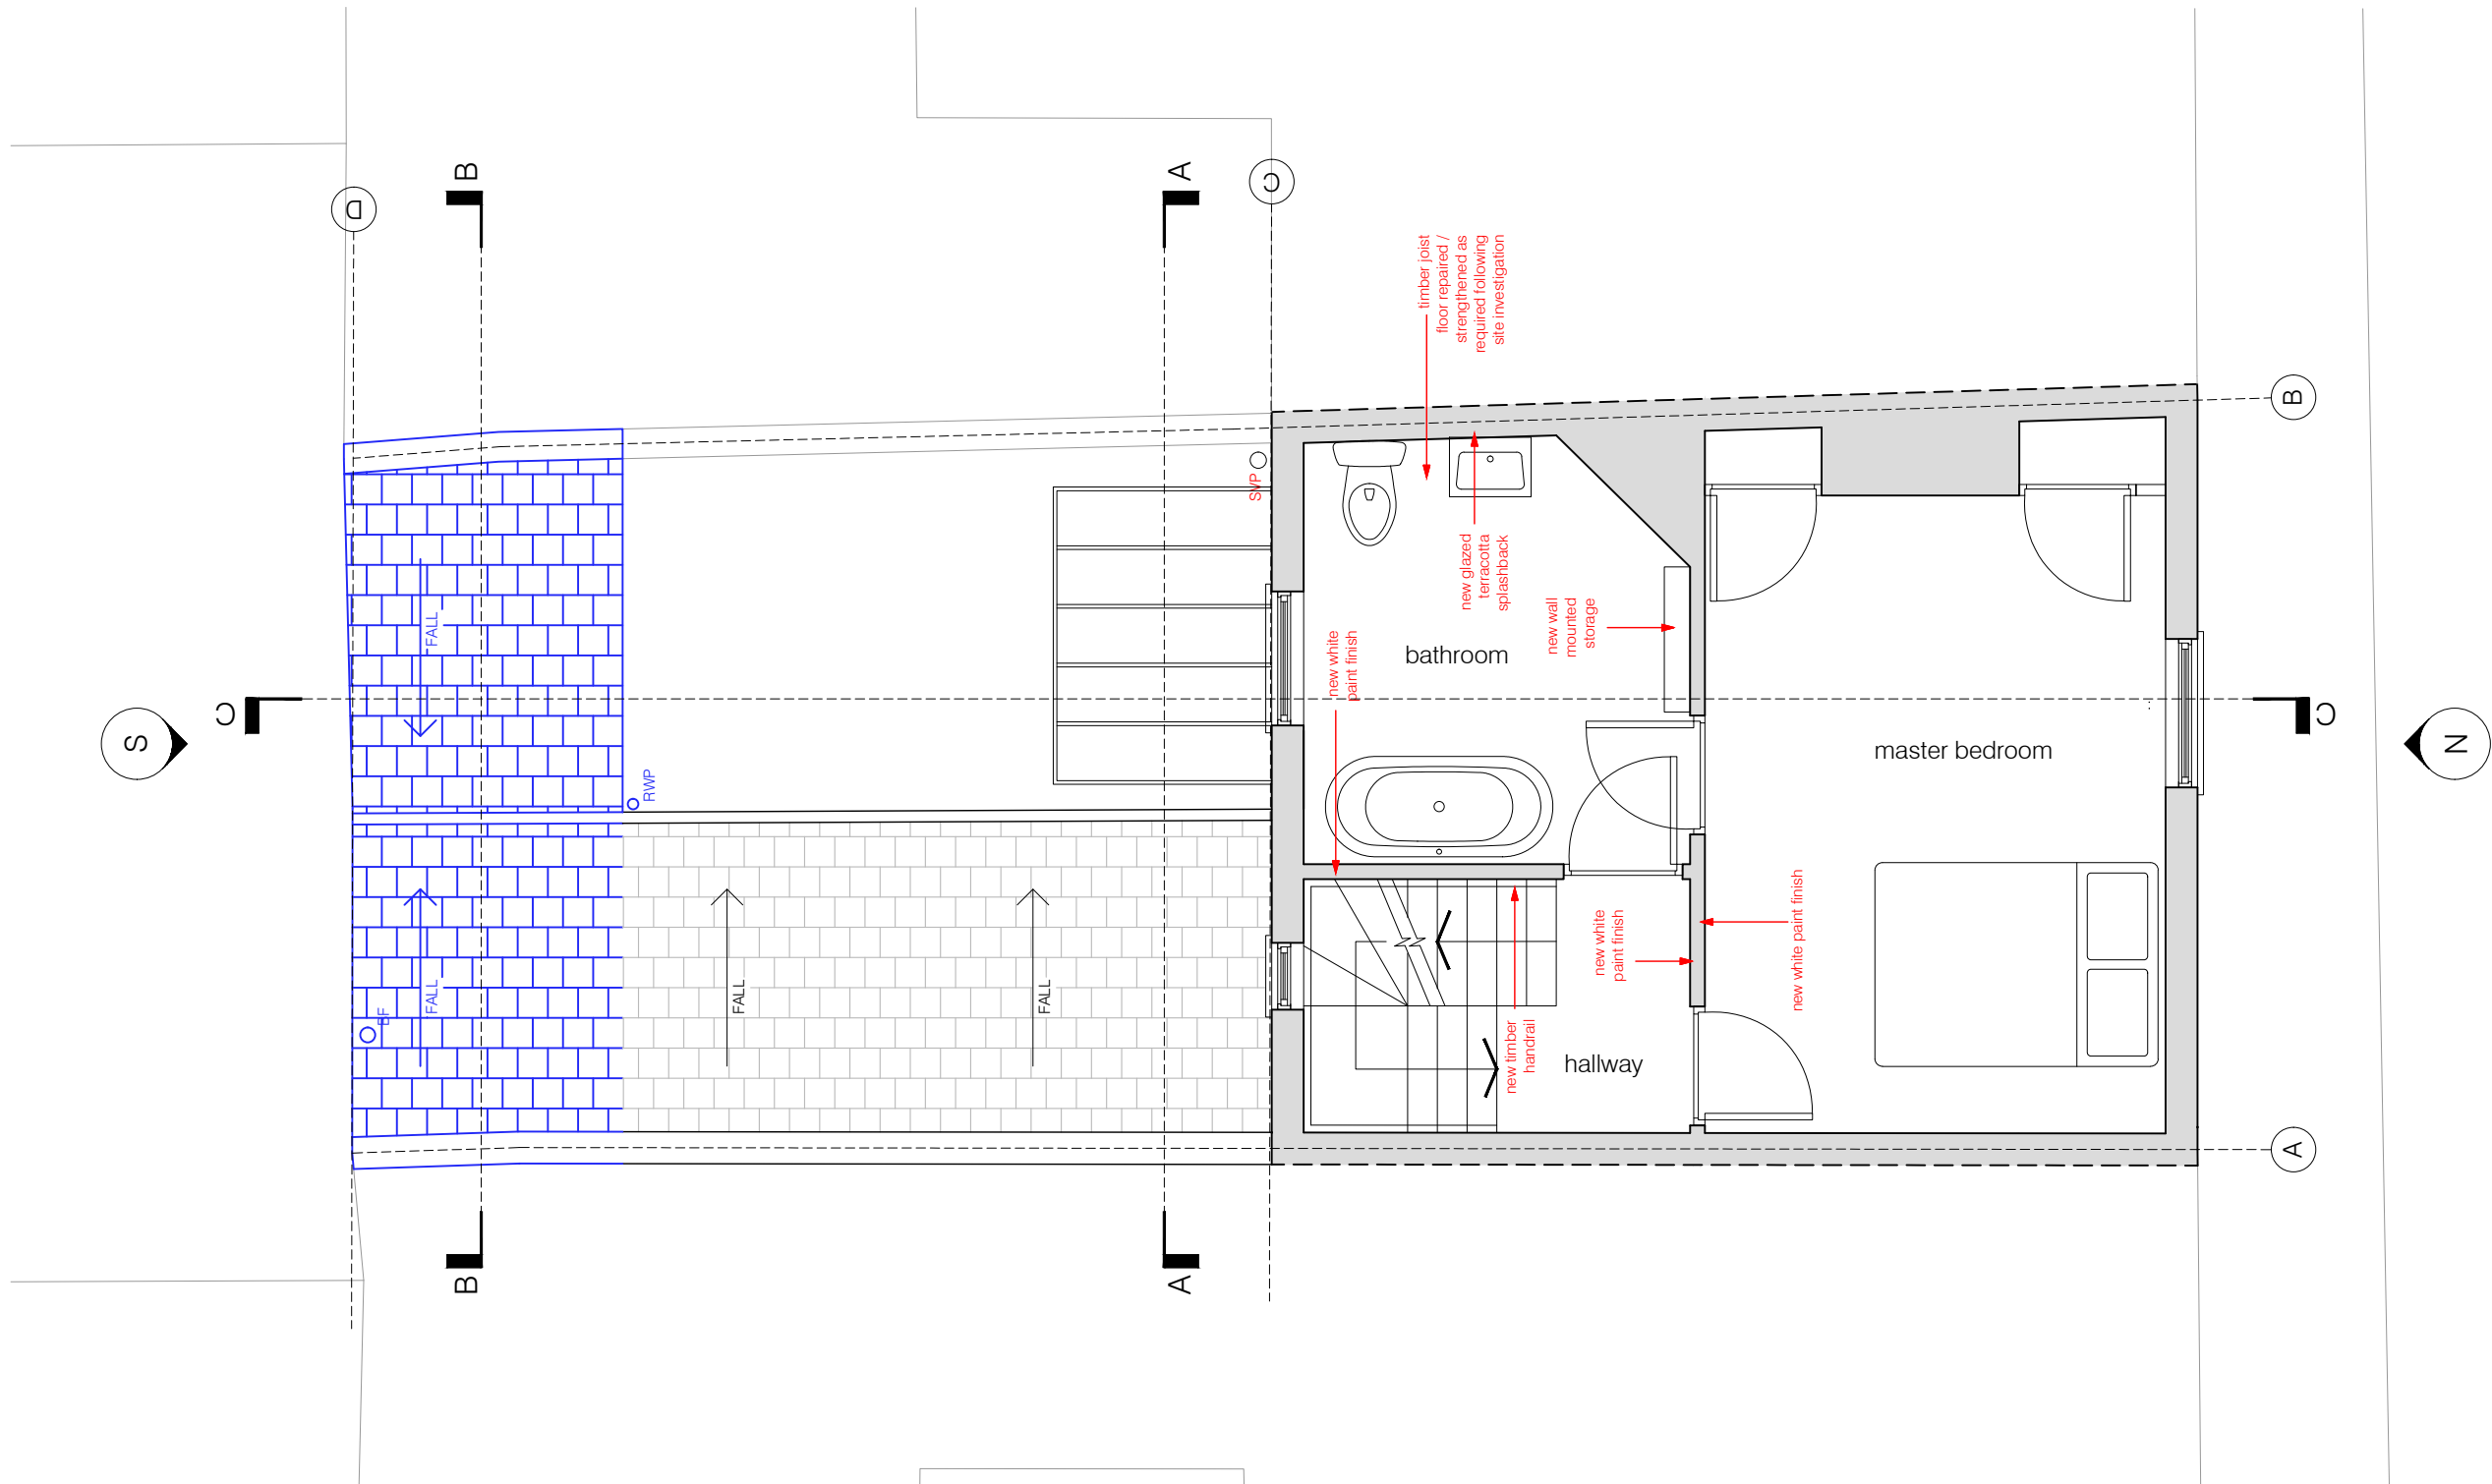 B
A
C
D
timber joist
floor repaired /
strengthened as
required following
site investigation
B
SVP
new glazed
terracotta
splashback
new wall
mounted
storage
new white
paint finish
bathroom
FALL
C
C
S
N
master bedroom
RWP
new white paint finish
new white
paint finish
FALL
FALL
FALL
BF
new timber
handrail
hallway
A
B
A